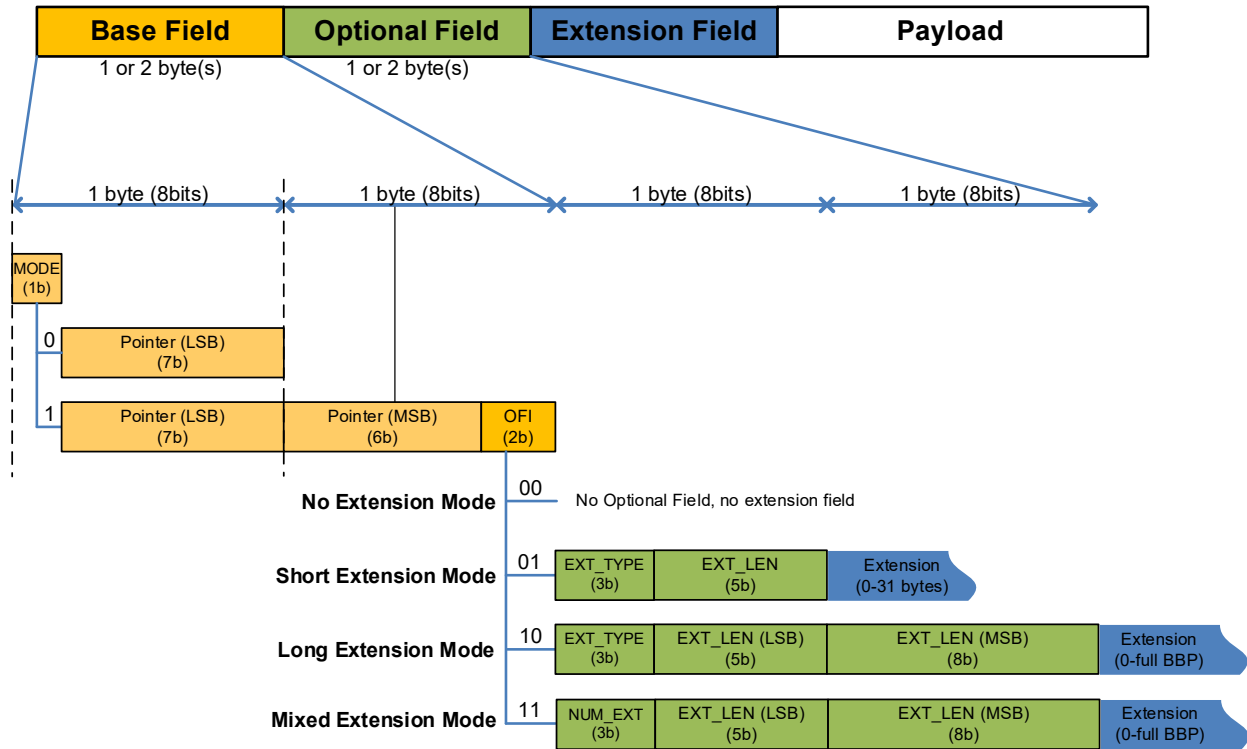 Base Field Optional Field Extension Field Payload
1 or 2 byte(s) 1 or 2 byte(s)
1 byte (8bits) 1 byte (8bits) 1 byte (8bits) 1 byte (8bits)
MODE
(1b)
0
Pointer (LSB)
(7b)
1
Pointer (LSB)
(7b)
Pointer (MSB)
(6b)
OFI
(2b)
No Extension Mode
00
No Optional Field, no extension field
Short Extension Mode
01
EXT_TYPE
(3b)
EXT_LEN
(5b)
Extension
(0-31 bytes)
Long Extension Mode
10
EXT_TYPE
(3b)
EXT_LEN (LSB)
(5b)
EXT_LEN (MSB)
(8b)
Extension
(0-full BBP)
Mixed Extension Mode
11
NUM_EXT
(3b)
EXT_LEN (LSB)
(5b)
EXT_LEN (MSB)
(8b)
Extension
(0-full BBP)